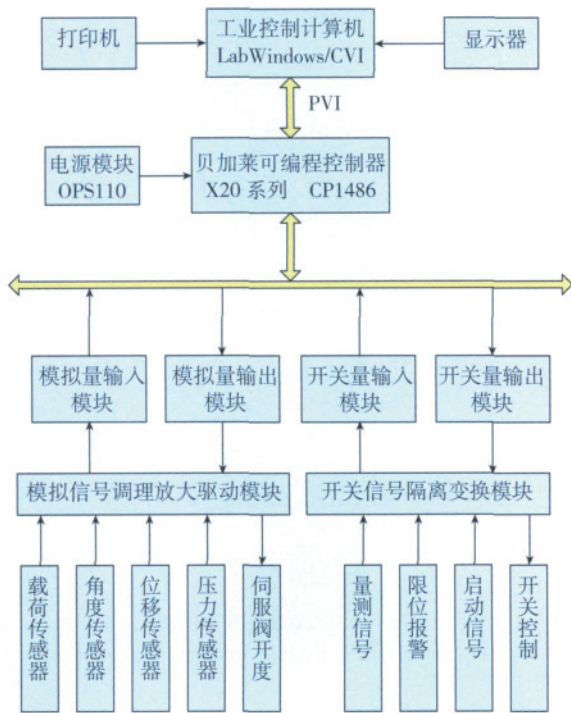 打印机
工业控制计算机
LabWindows/CVI
显示器
PVI
电源模块
OPS110
贝加莱可编程控制器
X20 系列 CP1486
模拟量输入
模块
模拟量输出
模块
开关量输入
模块
开关量输出
模块
模拟信号调理放大驱动模块
开关信号隔离变换模块
载荷传感器
角度传感器
位移传感器
压力传感器
伺服阀开度
量测信号
限位报警
启动信号
开关控制